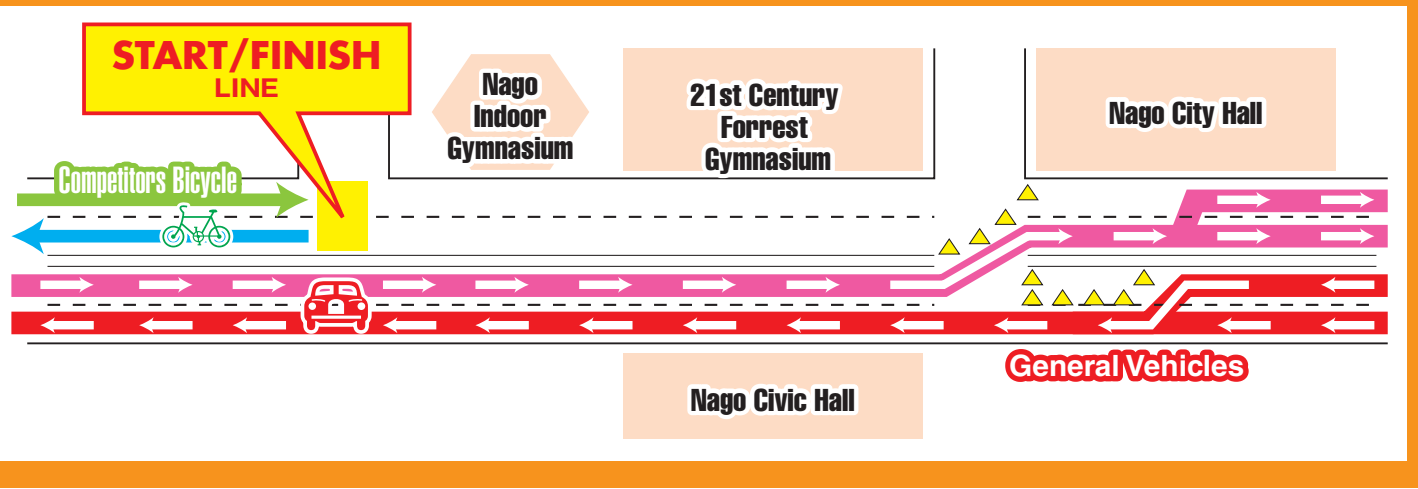 START/FINISH
LINE
Nago
Indoor
Gymnasium
21st Century
Forrest
Gymnasium
Nago City Hall
Competitors Bicycle
General Vehicles
Nago Civic Hall